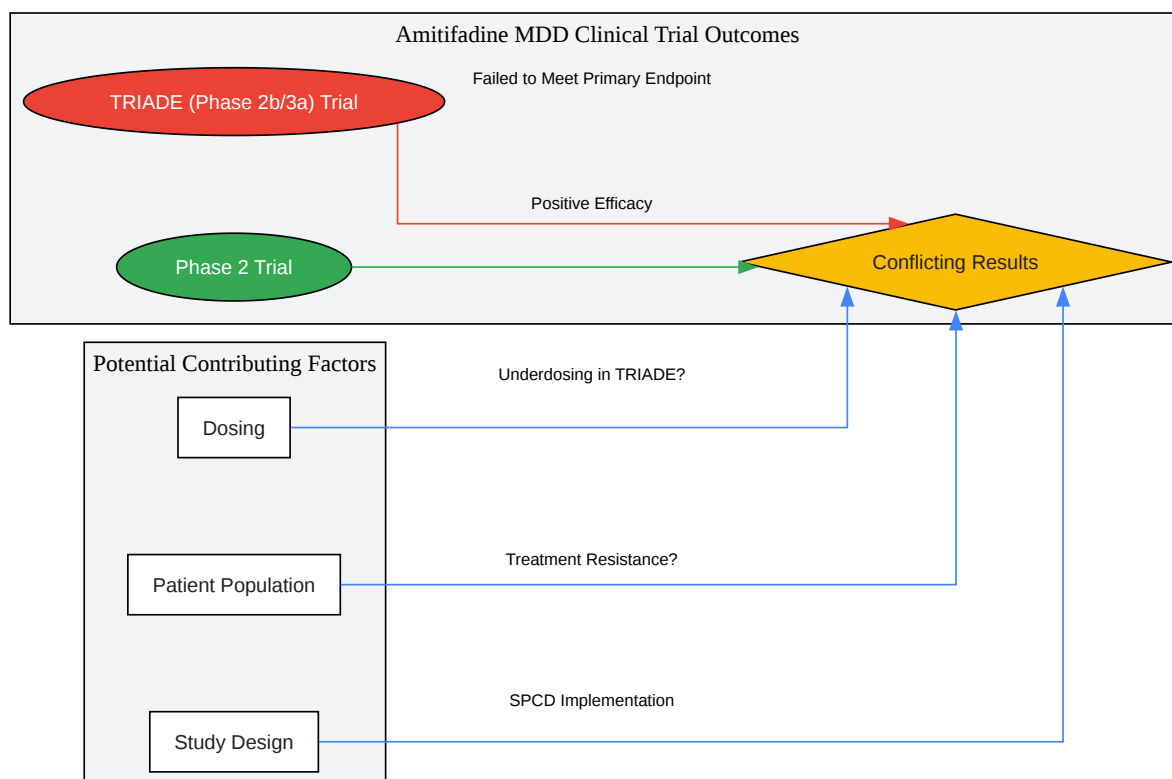 Amitifadine MDD Clinical Trial Outcomes
Failed to Meet Primary Endpoint
TRIADE (Phase 2b/3a) Trial
Positive Efficacy
Phase 2 Trial
Conflicting Results
Potential Contributing Factors
Underdosing in TRIADE?
Dosing
Treatment Resistance?
Patient Population
SPCD Implementation
Study Design